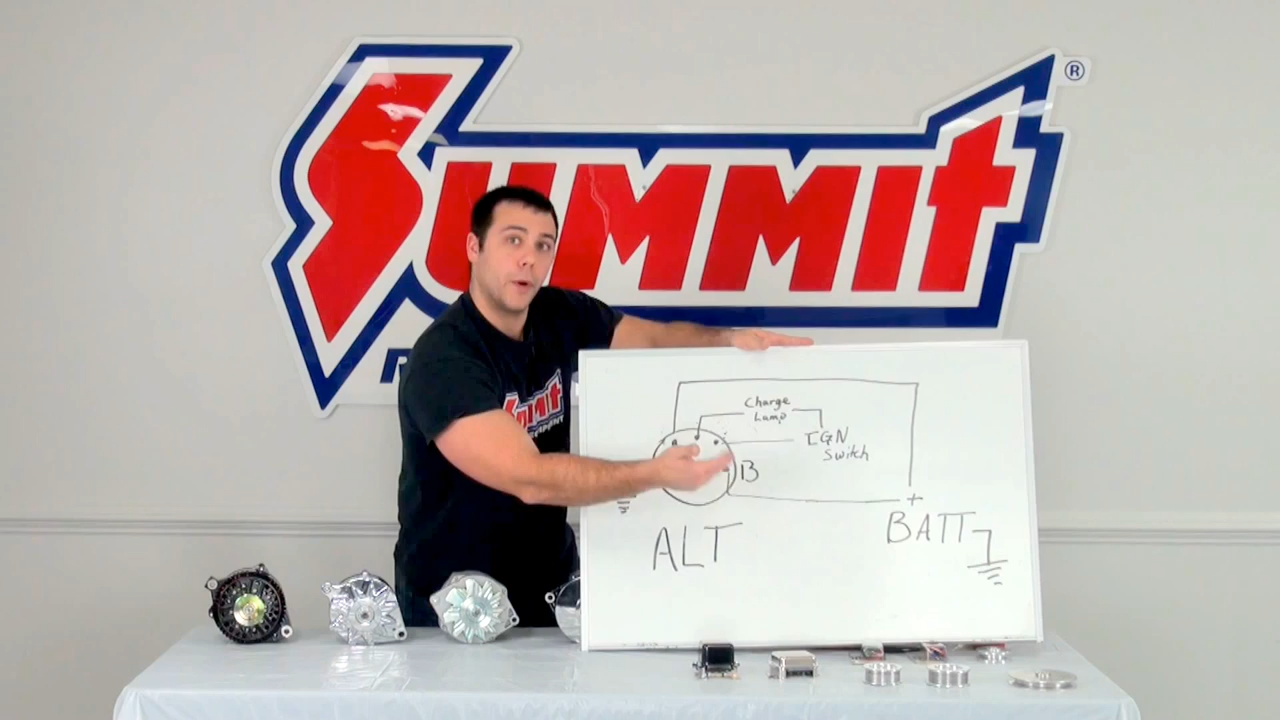 SUMMIT
®
SUMMIT
Charge
Lamp
IGN
Switch
B
+
ALT
BATT